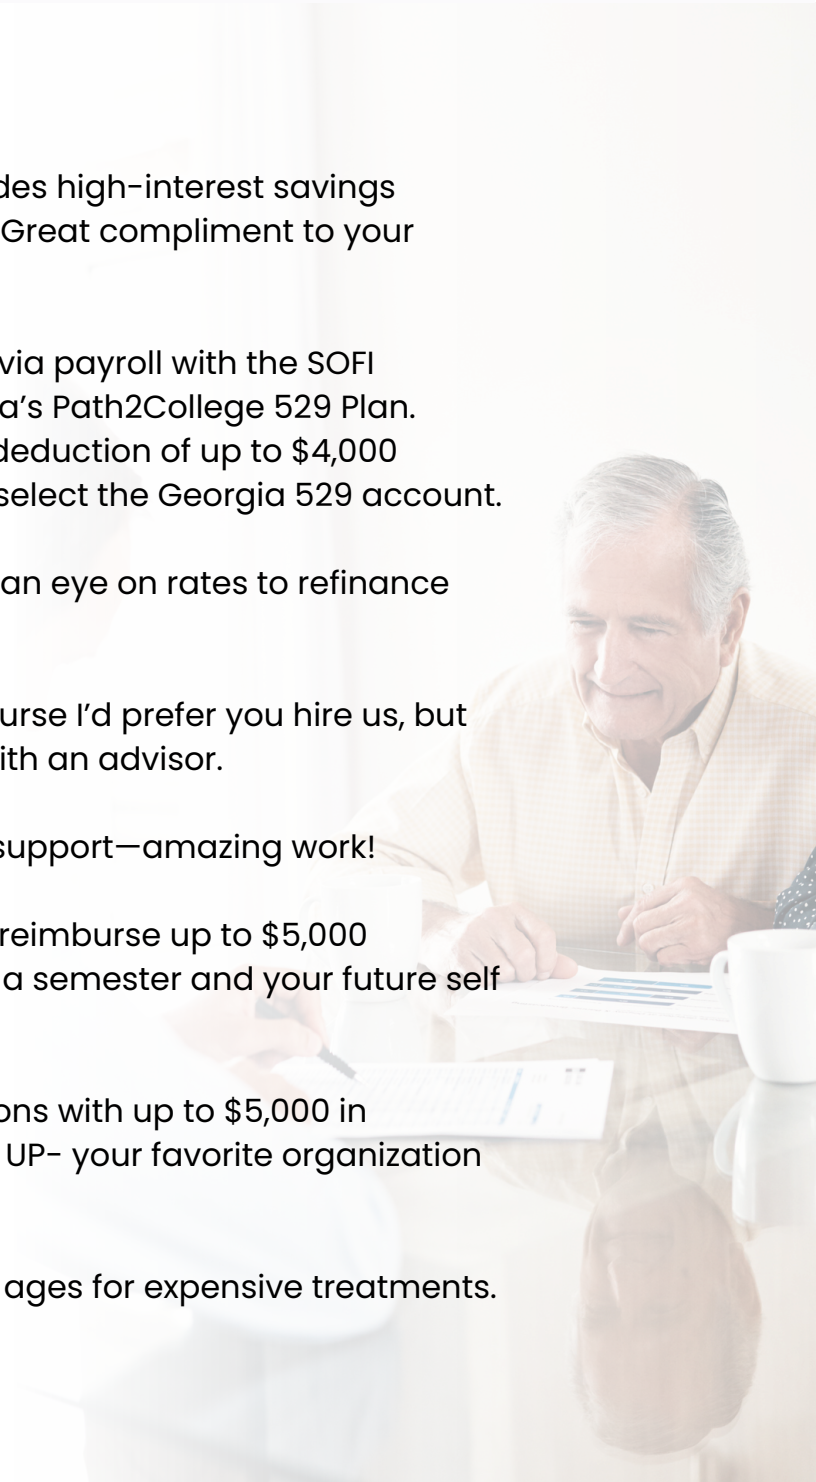 des high-interest savings
Great compliment to your
via payroll with the SOFI
a’s Path2College 529 Plan.
deduction of up to $4,000
select the Georgia 529 account.
an eye on rates to refinance
urse I’d prefer you hire us, but
ith an advisor.
support—amazing work!
reimburse up to $5,000
a semester and your future self
ons with up to $5,000 in
UP- your favorite organization
ages for expensive treatments.